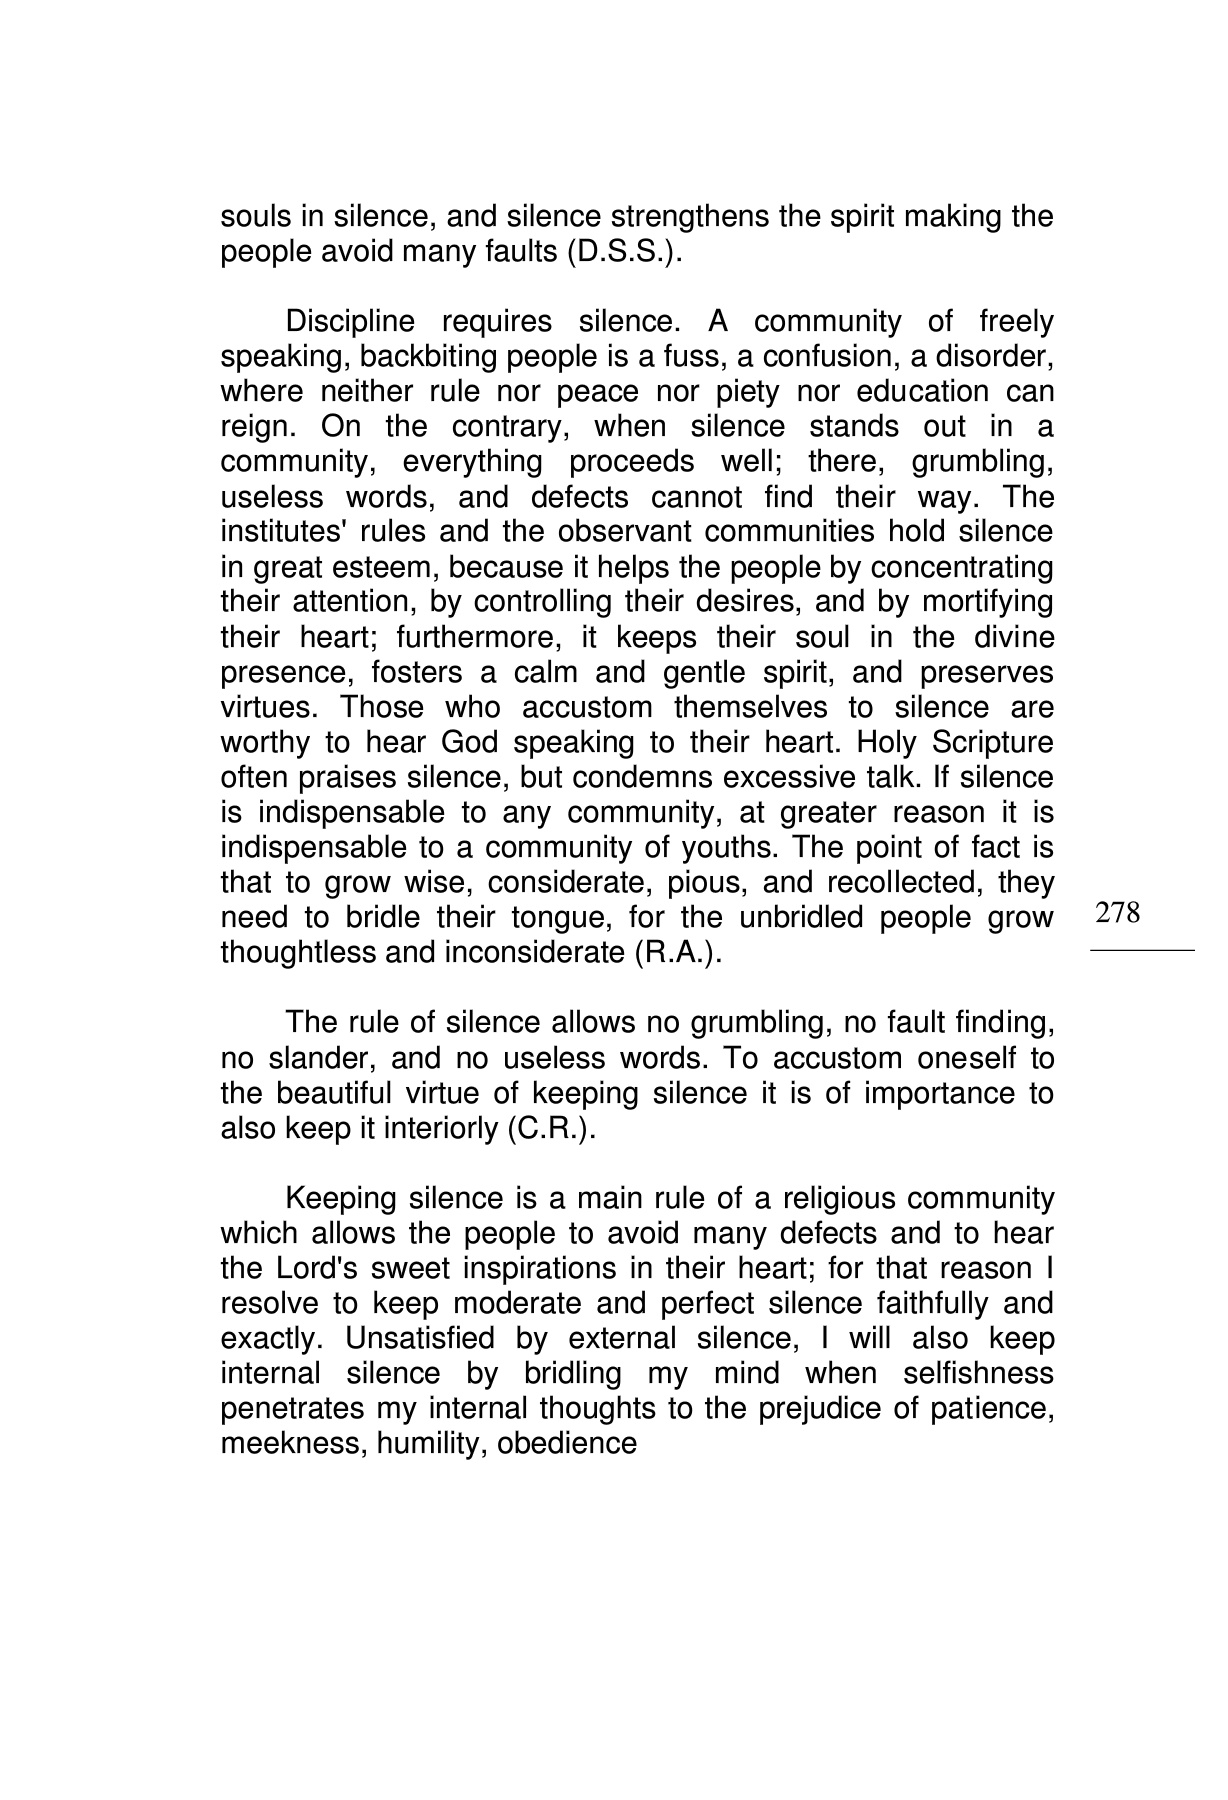 souls in silence, and silence strengthens the spirit making the
people avoid many faults (D.S.S.).
Discipline requires silence. A community of freely
speaking, backbiting people is a fuss, a confusion, a disorder,
where neither rule nor peace nor piety nor education can
reign. On the contrary, when silence stands out in a
community, everything proceeds well; there, grumbling,
useless words, and defects cannot find their way. The
institutes' rules and the observant communities hold silence
in great esteem, because it helps the people by concentrating
their attention, by controlling their desires, and by mortifying
their heart; furthermore, it keeps their soul in the divine
presence, fosters a calm and gentle spirit, and preserves
virtues. Those who accustom themselves to silence are
worthy to hear God speaking to their heart. Holy Scripture
often praises silence, but condemns excessive talk. If silence
is indispensable to any community, at greater reason it is
indispensable to a community of youths. The point of fact is
that to grow wise, considerate, pious, and recollected, they
need to bridle their tongue, for the unbridled people grow
thoughtless and inconsiderate (R.A.).
278
The rule of silence allows no grumbling, no fault finding,
no slander, and no useless words. To accustom oneself to
the beautiful virtue of keeping silence it is of importance to
also keep it interiorly (C.R.).
Keeping silence is a main rule of a religious community
which allows the people to avoid many defects and to hear
the Lord's sweet inspirations in their heart; for that reason I
resolve to keep moderate and perfect silence faithfully and
exactly. Unsatisfied by external silence, I will also keep
internal silence by bridling my mind when selfishness
penetrates my internal thoughts to the prejudice of patience,
meekness, humility, obedience